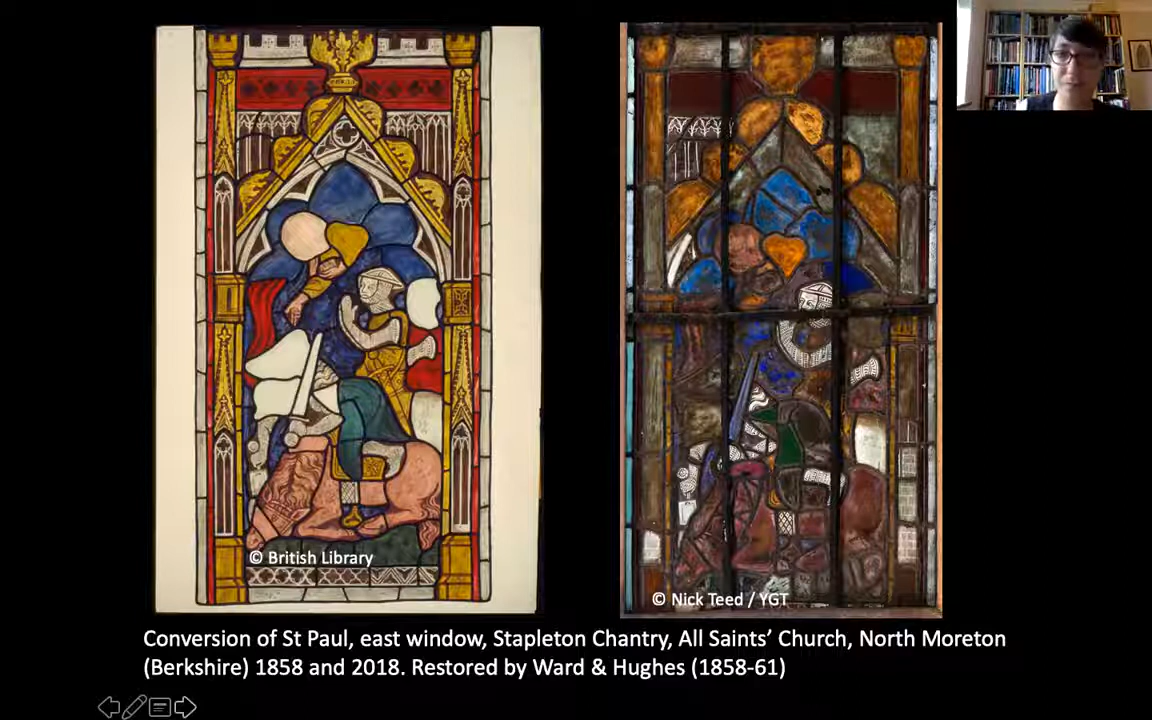 © British Library
© Nick Teed / YGT
Conversion of St Paul, east window, Stapleton Chantry, All Saints’ Church, North Moreton
(Berkshire) 1858 and 2018. Restored by Ward & Hughes (1858-61)